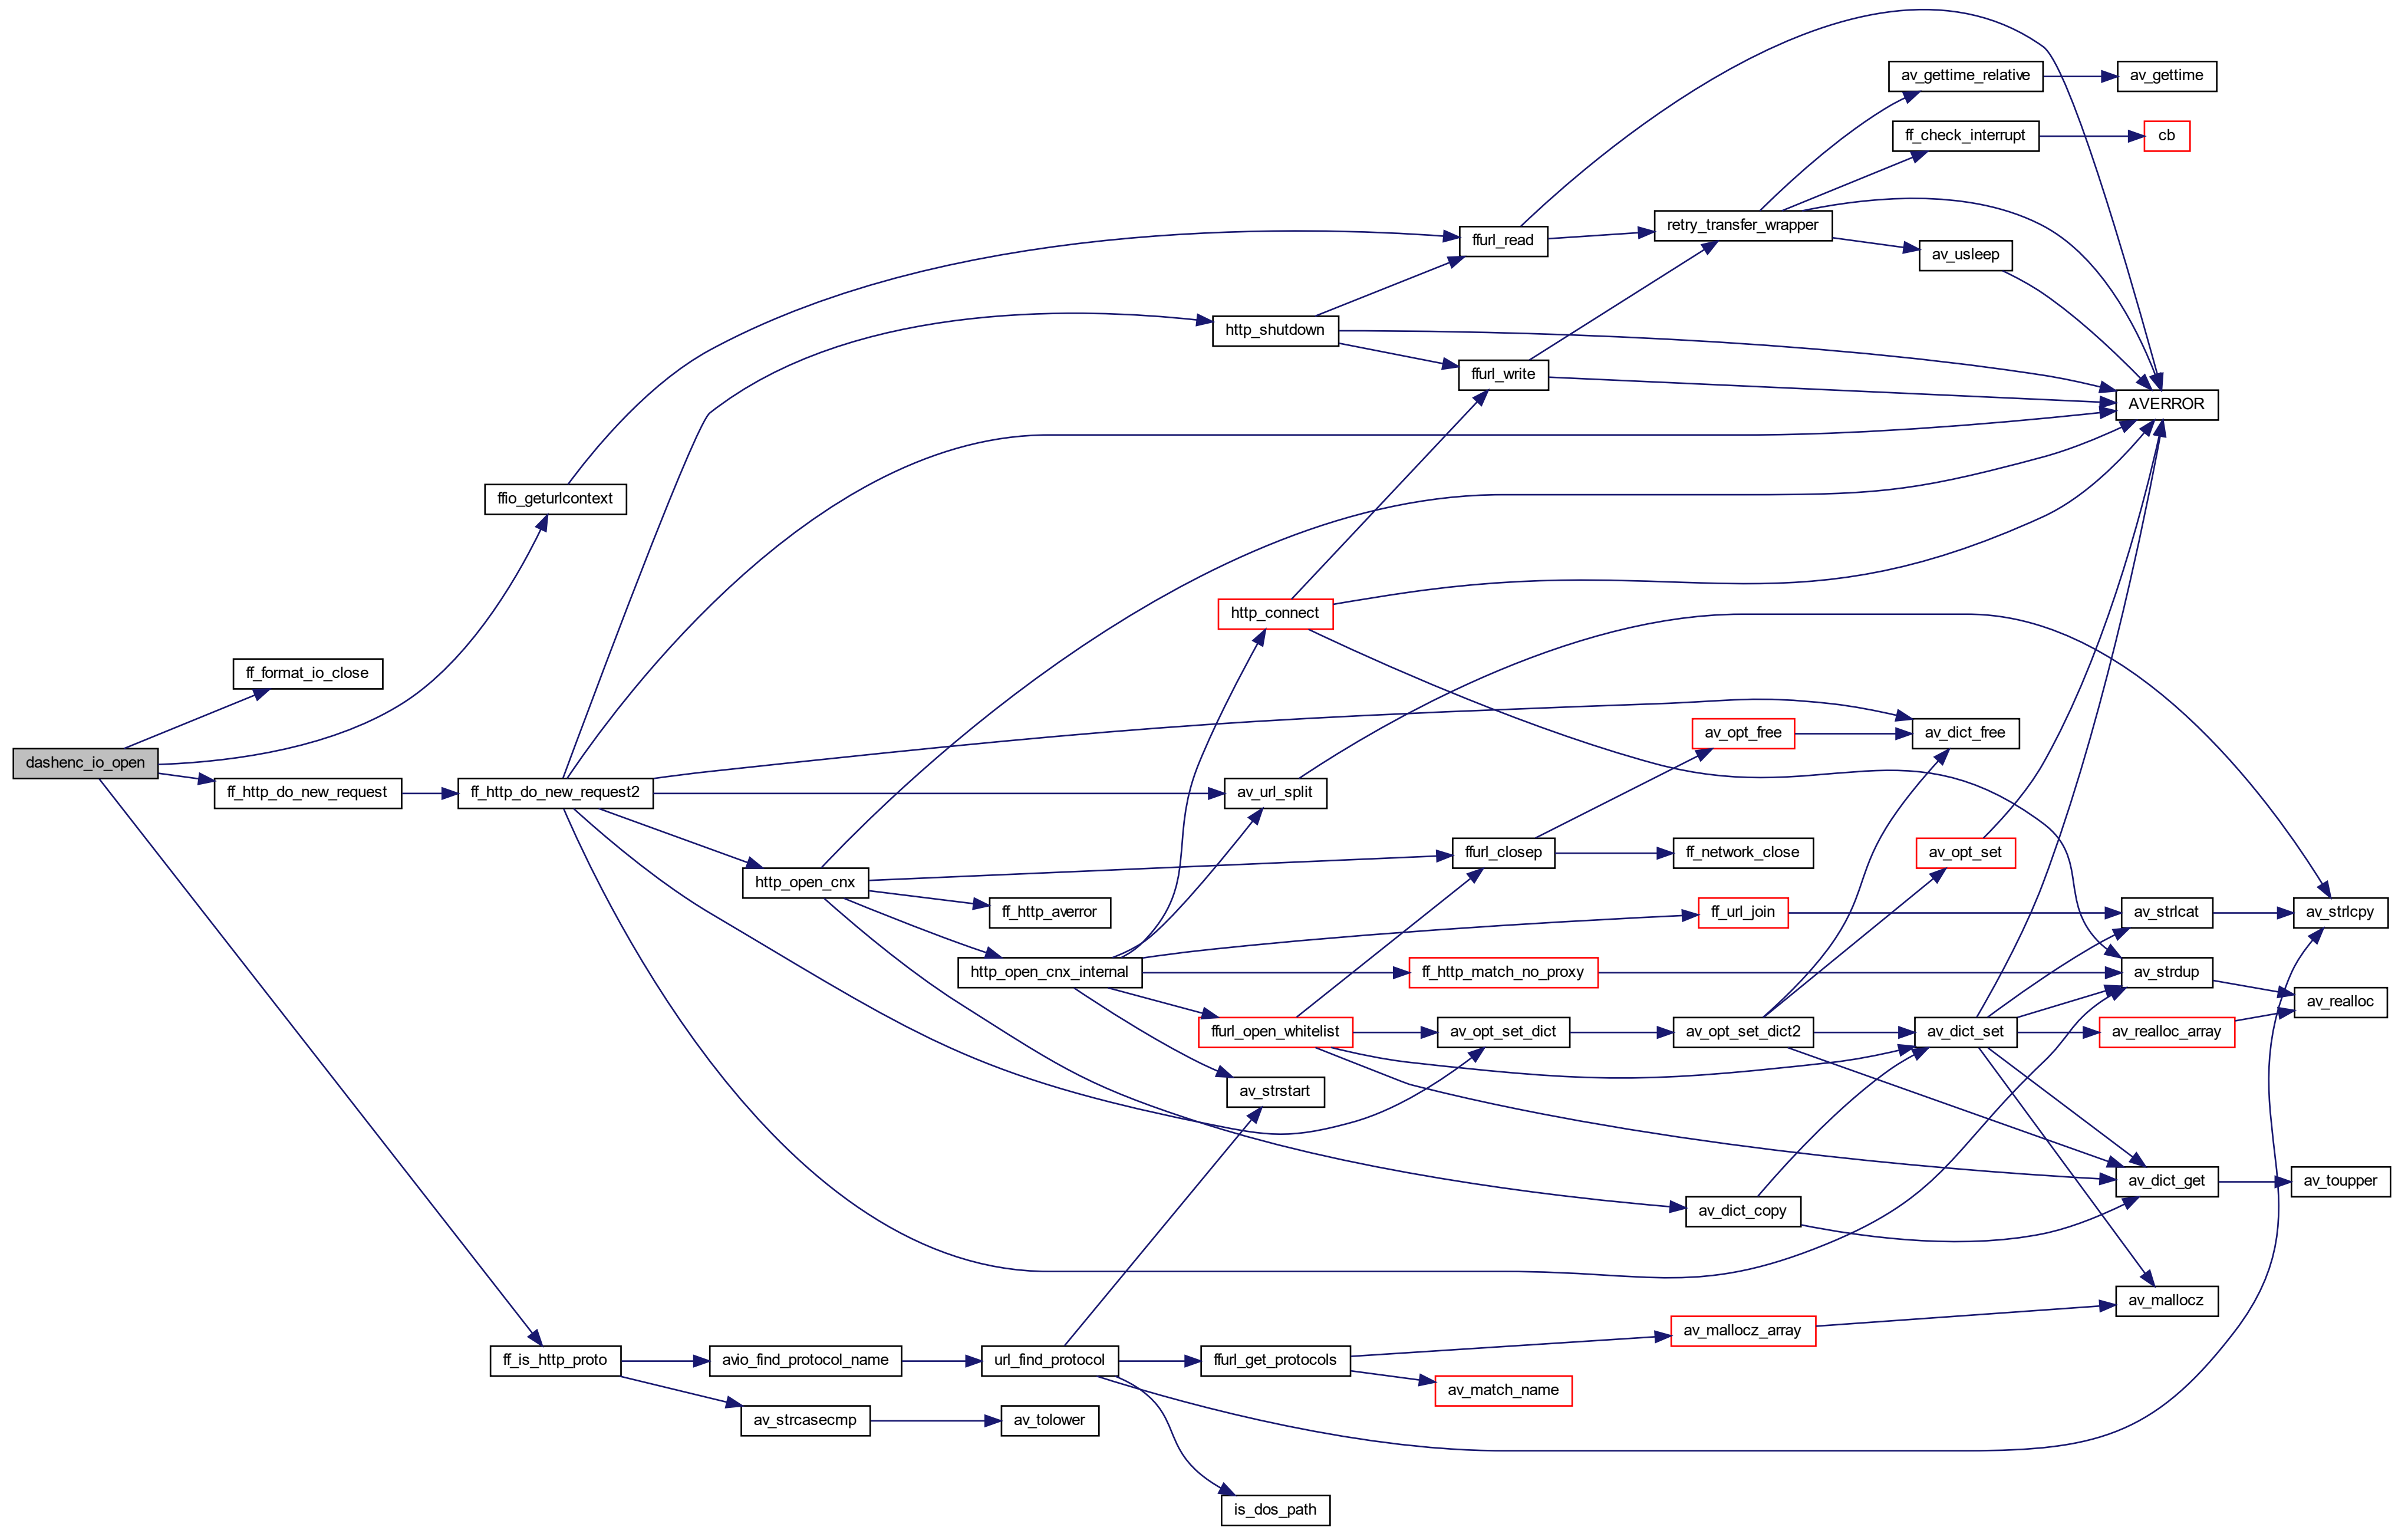 av_gettime_relative
av_gettime
ff_check_interrupt
cb
retry_transfer_wrapper
ffurl_read
av_usleep
http_shutdown
ffurl_write
AVERROR
ffio_geturlcontext
http_connect
ff_format_io_close
av_opt_free
av_dict_free
dashenc_io_open
ff_http_do_new_request
ff_http_do_new_request2
av_url_split
ffurl_closep
ff_network_close
av_opt_set
http_open_cnx
ff_http_averror
ff_url_join
av_strlcat
av_strlcpy
http_open_cnx_internal
ff_http_match_no_proxy
av_strdup
av_realloc
ffurl_open_whitelist
av_opt_set_dict
av_opt_set_dict2
av_dict_set
av_realloc_array
av_strstart
av_dict_get
av_toupper
av_dict_copy
av_mallocz
av_mallocz_array
ff_is_http_proto
avio_find_protocol_name
url_find_protocol
ffurl_get_protocols
av_match_name
av_strcasecmp
av_tolower
is_dos_path